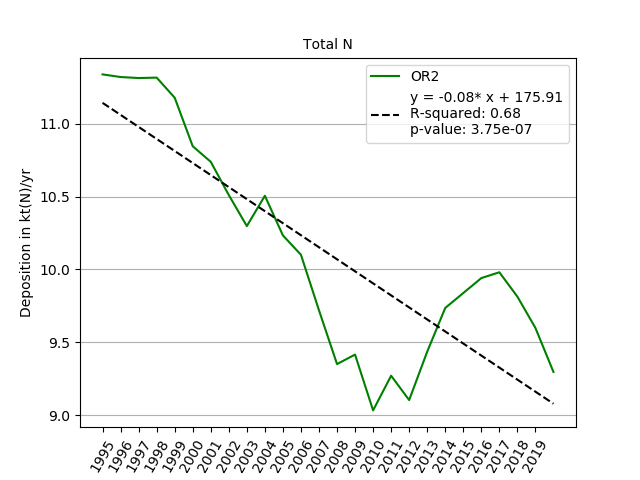 Total N
OR2
y = -0.08* x + 175.91
R-squared: 0.68
p-value: 3.75e-07
Deposition in kt(N)/yr
11.0
10.5
10.0
9.5
9.0
1995 1996 1997 1998 1999 2000 2001 2002 2003 2004 2005 2006 2007 2008 2009 2010 2011 2012 2013 2014 2015 2016 2017 2018 2019